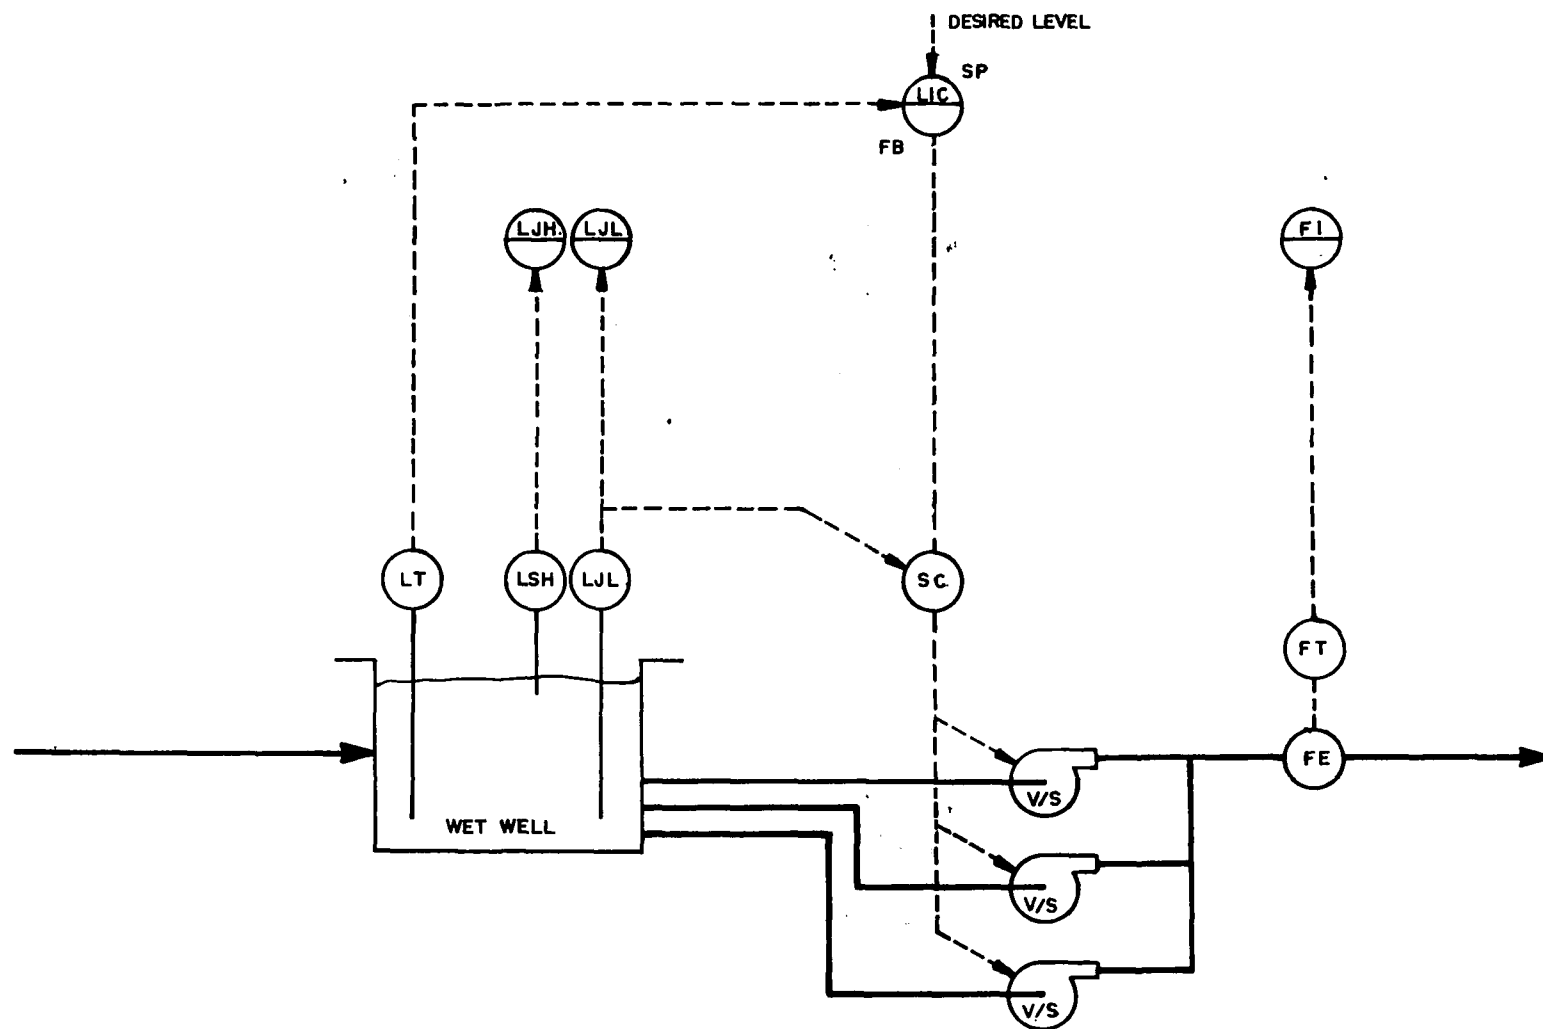 DESIRED LEVEL
SP
LIC
FB
LJH
LJL
FI
LT
LSH
LJL
SC
FT
FE
V/S
WET WELL
V/S
V/S